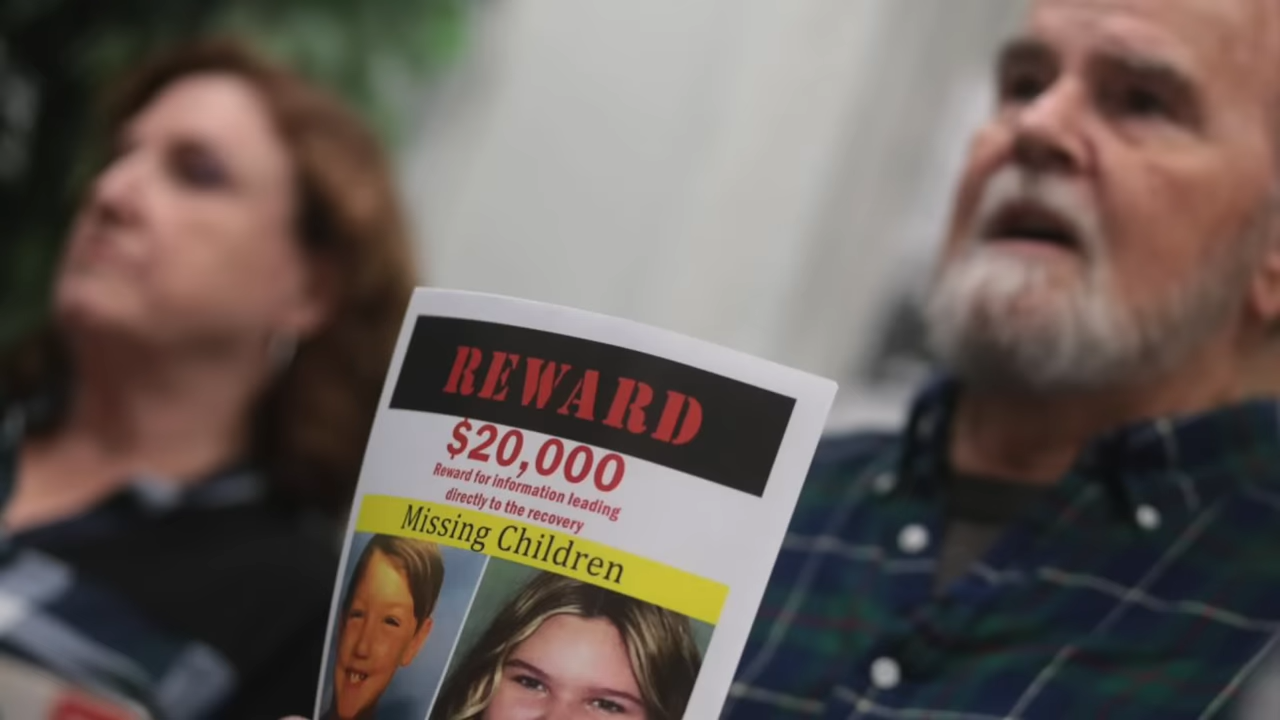 REWARD
$20,000
Reward for information leading
directly to the recovery
Missing Children